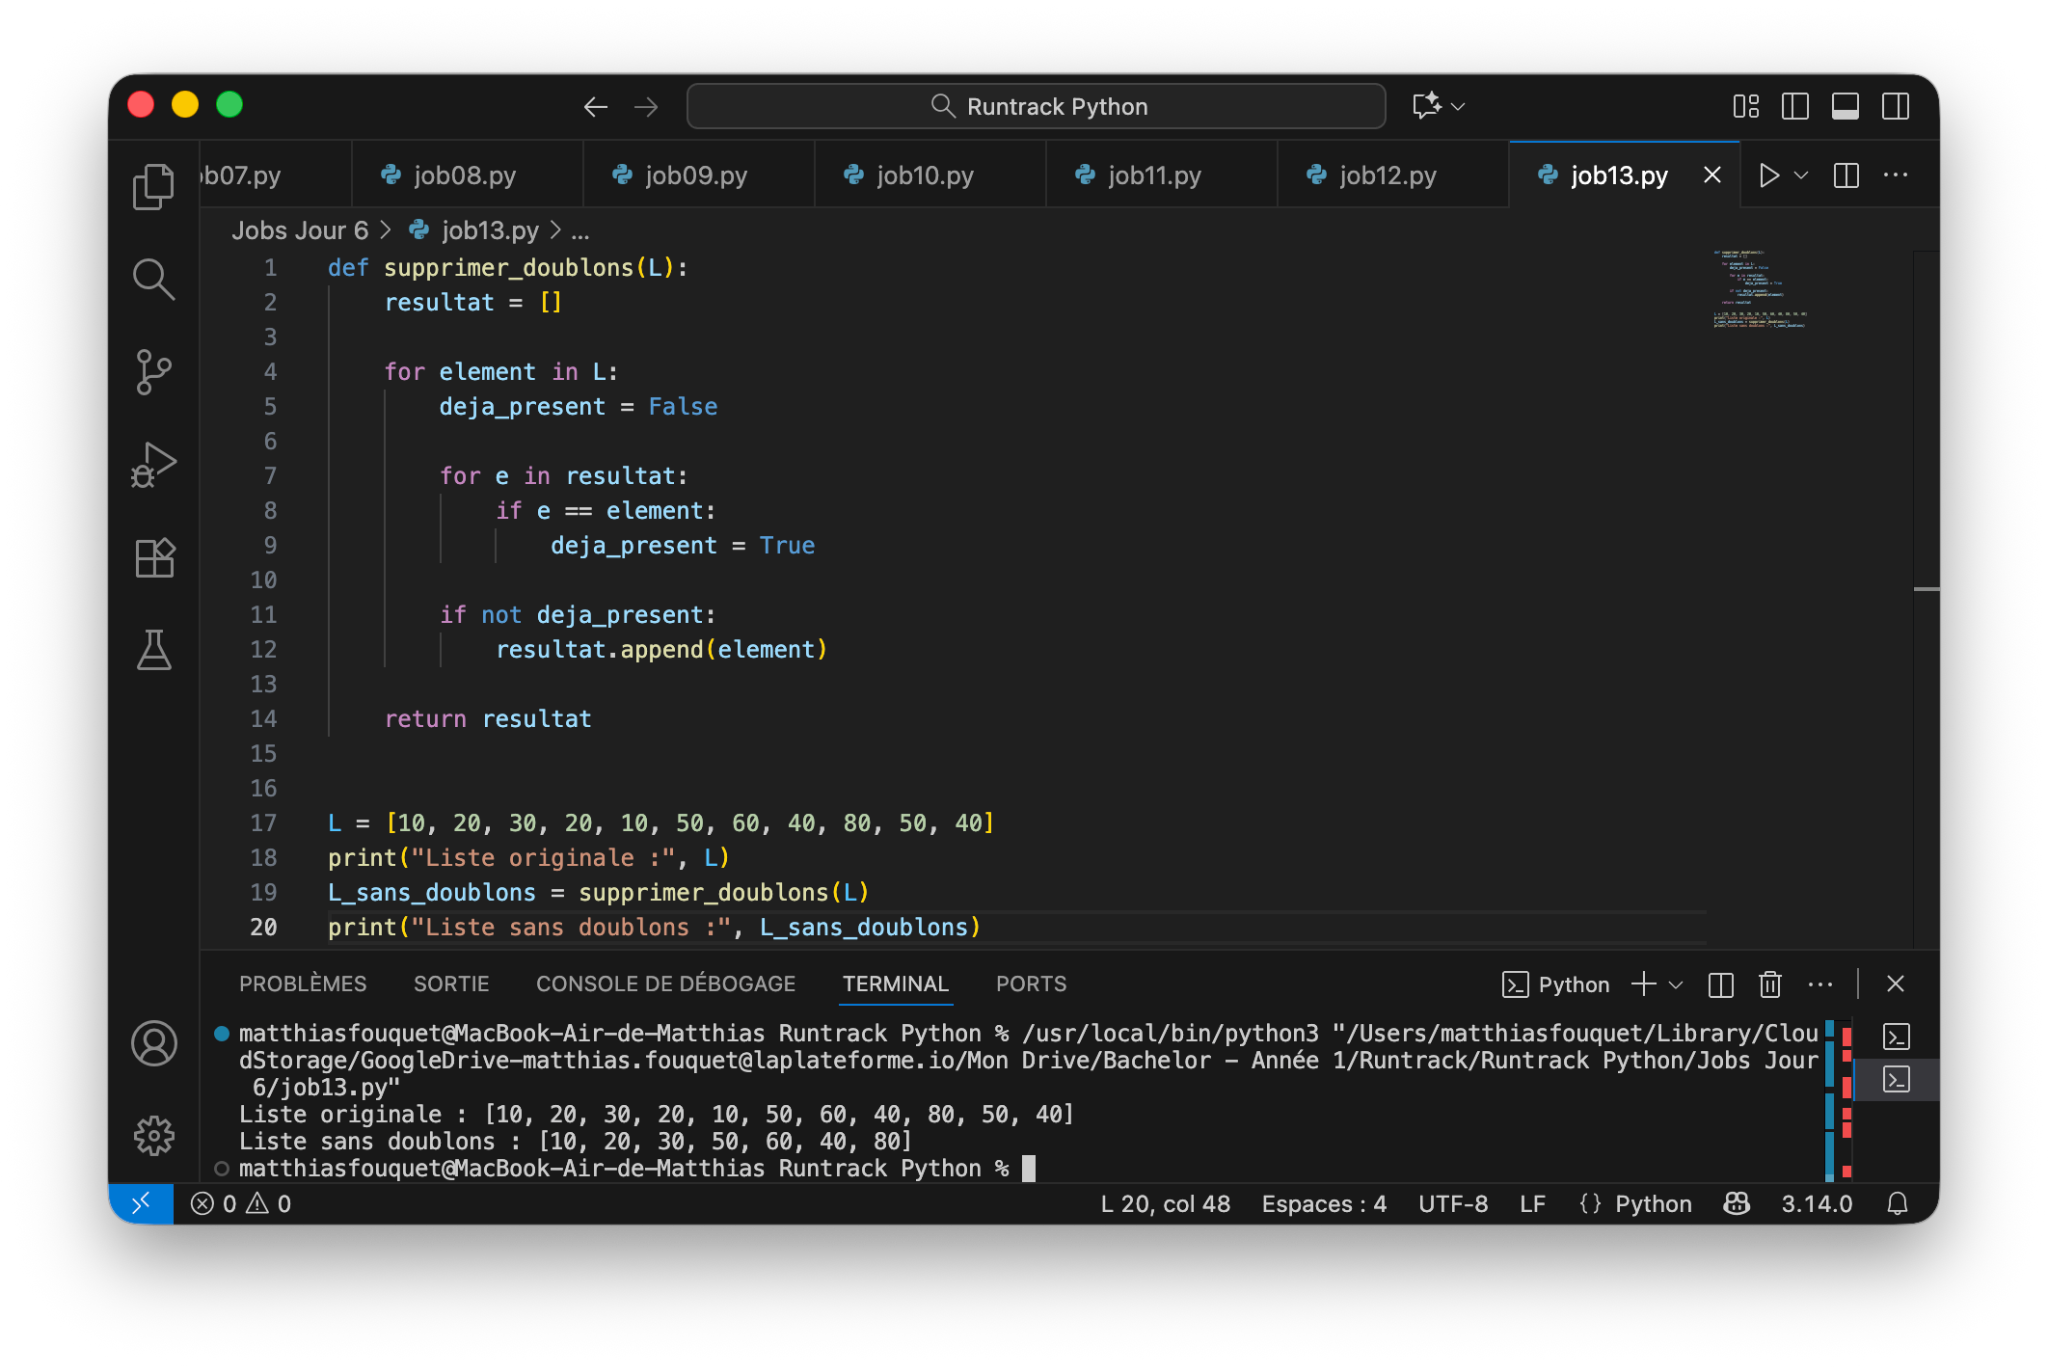 Runtrack Python
b07.py
job08.py
job09.py
job10.py
job11.py
job12.py
job13.py
Jobs Jour 6 > job13.py > ...
1 def supprimer_doublons(L):
2     resultat = []
3
4     for element in L:
5         deja_present = False
6
7         for e in resultat:
8             if e == element:
9                 deja_present = True
10
11         if not deja_present:
12             resultat.append(element)
13
14     return resultat
15
16
17 L = [10, 20, 30, 20, 10, 50, 60, 40, 80, 50, 40]
18 print("Liste originale :", L)
19 L_sans_doublons = supprimer_doublons(L)
20 print("Liste sans doublons :", L_sans_doublons)
PROBLÈMES SORTIE CONSOLE DE DÉBOGAGE TERMINAL PORTS Python
matthiasfouquet@MacBook-Air-de-Matthias Runtrack Python % /usr/local/bin/python3 "/Users/matthiasfouquet/Library/Clou
dStorage/GoogleDrive-matthias.fouquet@laplateforme.io/Mon Drive/Bachelor - Année 1/Runtrack/Runtrack Python/Jobs Jour
 6/job13.py"
Liste originale : [10, 20, 30, 20, 10, 50, 60, 40, 80, 50, 40]
Liste sans doublons : [10, 20, 30, 50, 60, 40, 80]
matthiasfouquet@MacBook-Air-de-Matthias Runtrack Python %
0 0 L 20, col 48 Espaces : 4 UTF-8 LF {} Python 3.14.0